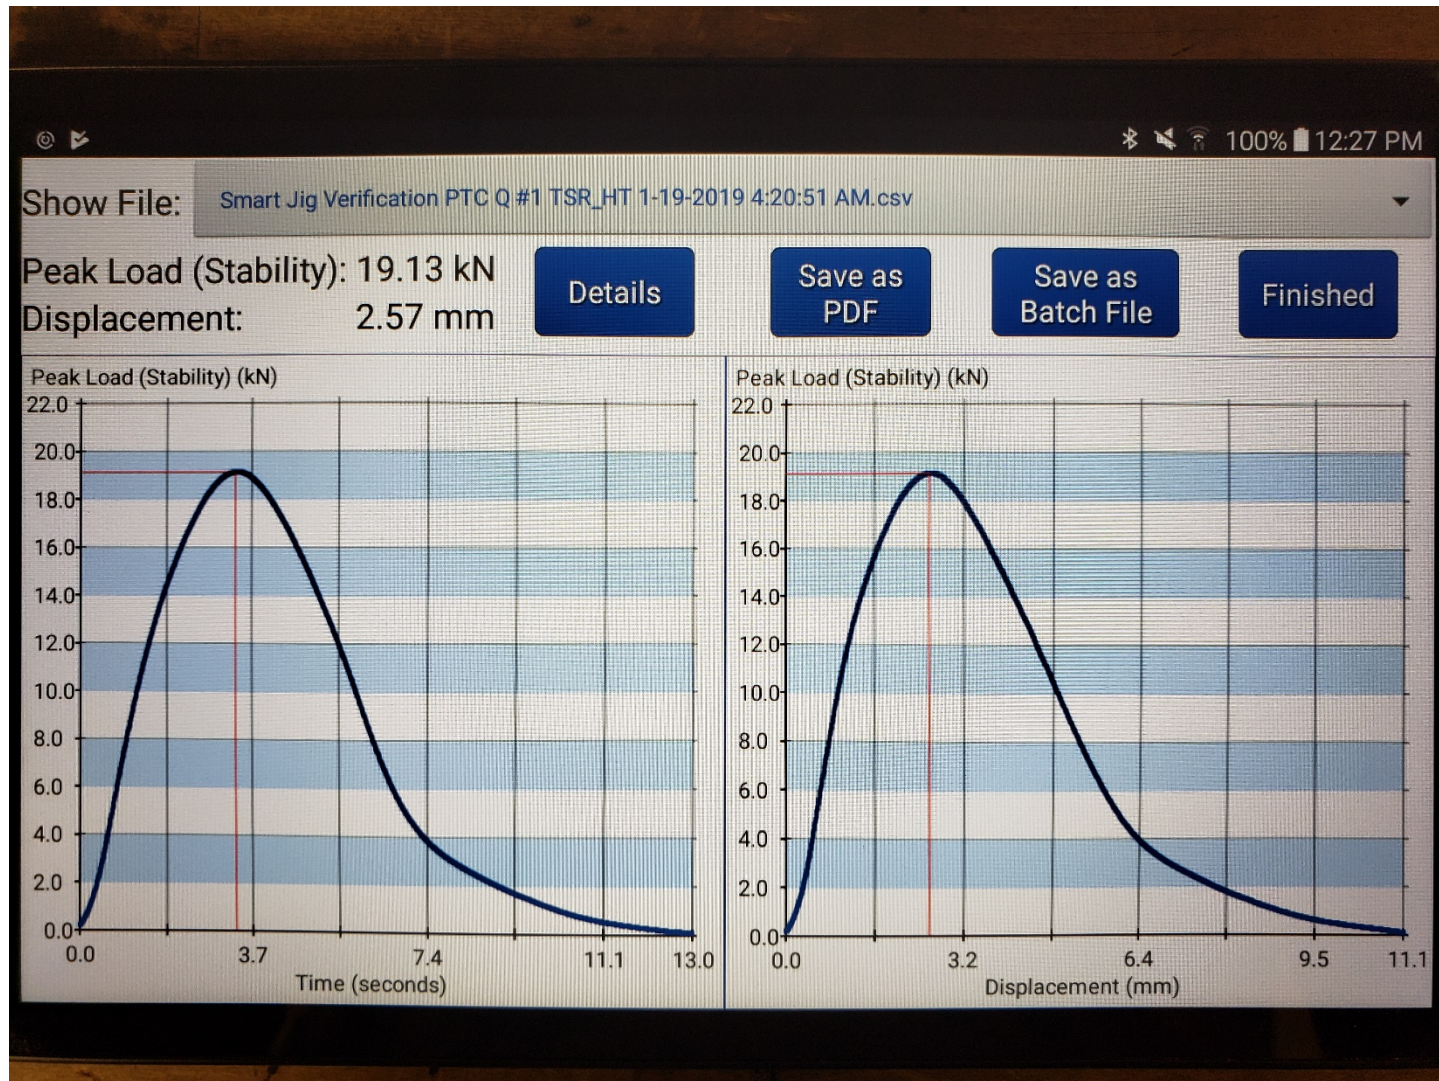 100% 12:27 PM
Show File: Smart Jig Verification PTC Q #1 TSR_HT 1-19-2019 4:20:51 AM.csv
Peak Load (Stability): 19.13 kN
Displacement: 2.57 mm
Details
Save as
PDF
Save as
Batch File
Finished
Peak Load (Stability) (kN)
22.0
20.0
18.0
16.0
14.0
12.0
10.0
8.0
6.0
4.0
2.0
0.0
0.0 3.7 7.4 11.1 13.0
Time (seconds)
Peak Load (Stability) (kN)
22.0
20.0
18.0
16.0
14.0
12.0
10.0
8.0
6.0
4.0
2.0
0.0
0.0 3.2 6.4 9.5 11.1
Displacement (mm)